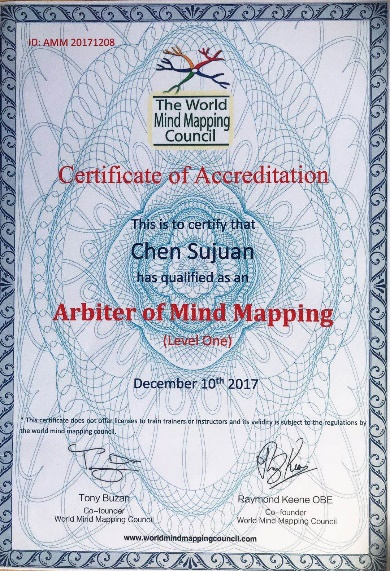 ID: AMM 20171208
The World
Mind Mapping
Council
Certificate of Accreditation
This is to certify that
Chen Sujuan
has qualified as an
Arbiter of Mind Mapping
(Level One)
December 10th 2017
* This certificate does not offer licenses to train trainers or instructors and its validity is subject to the regulations by
the world mind mapping council.
Tony Buzan
Co-founder
World Mind Mapping Council
Raymond Keene OBE
Co-founder
World Mind Mapping Council
www.worldmindmappingcouncil.com